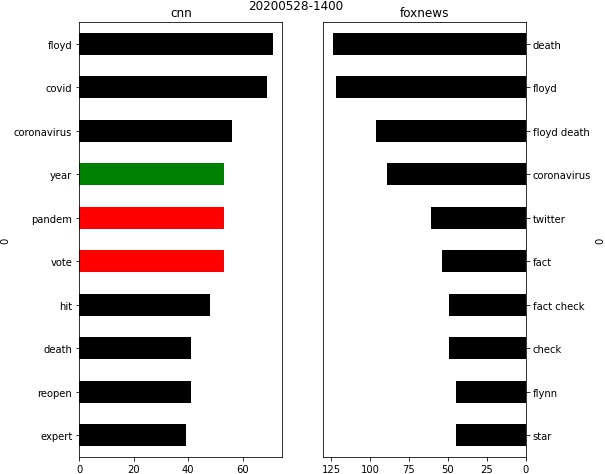 20200528-1400
cnn
foxnews
floyd
covid
coronavirus
year
pandem
vote
hit
death
reopen
expert
0
0 20 40 60
death
floyd
floyd death
coronavirus
twitter
fact
fact check
check
flynn
star
0
125 100 75 50 25 0